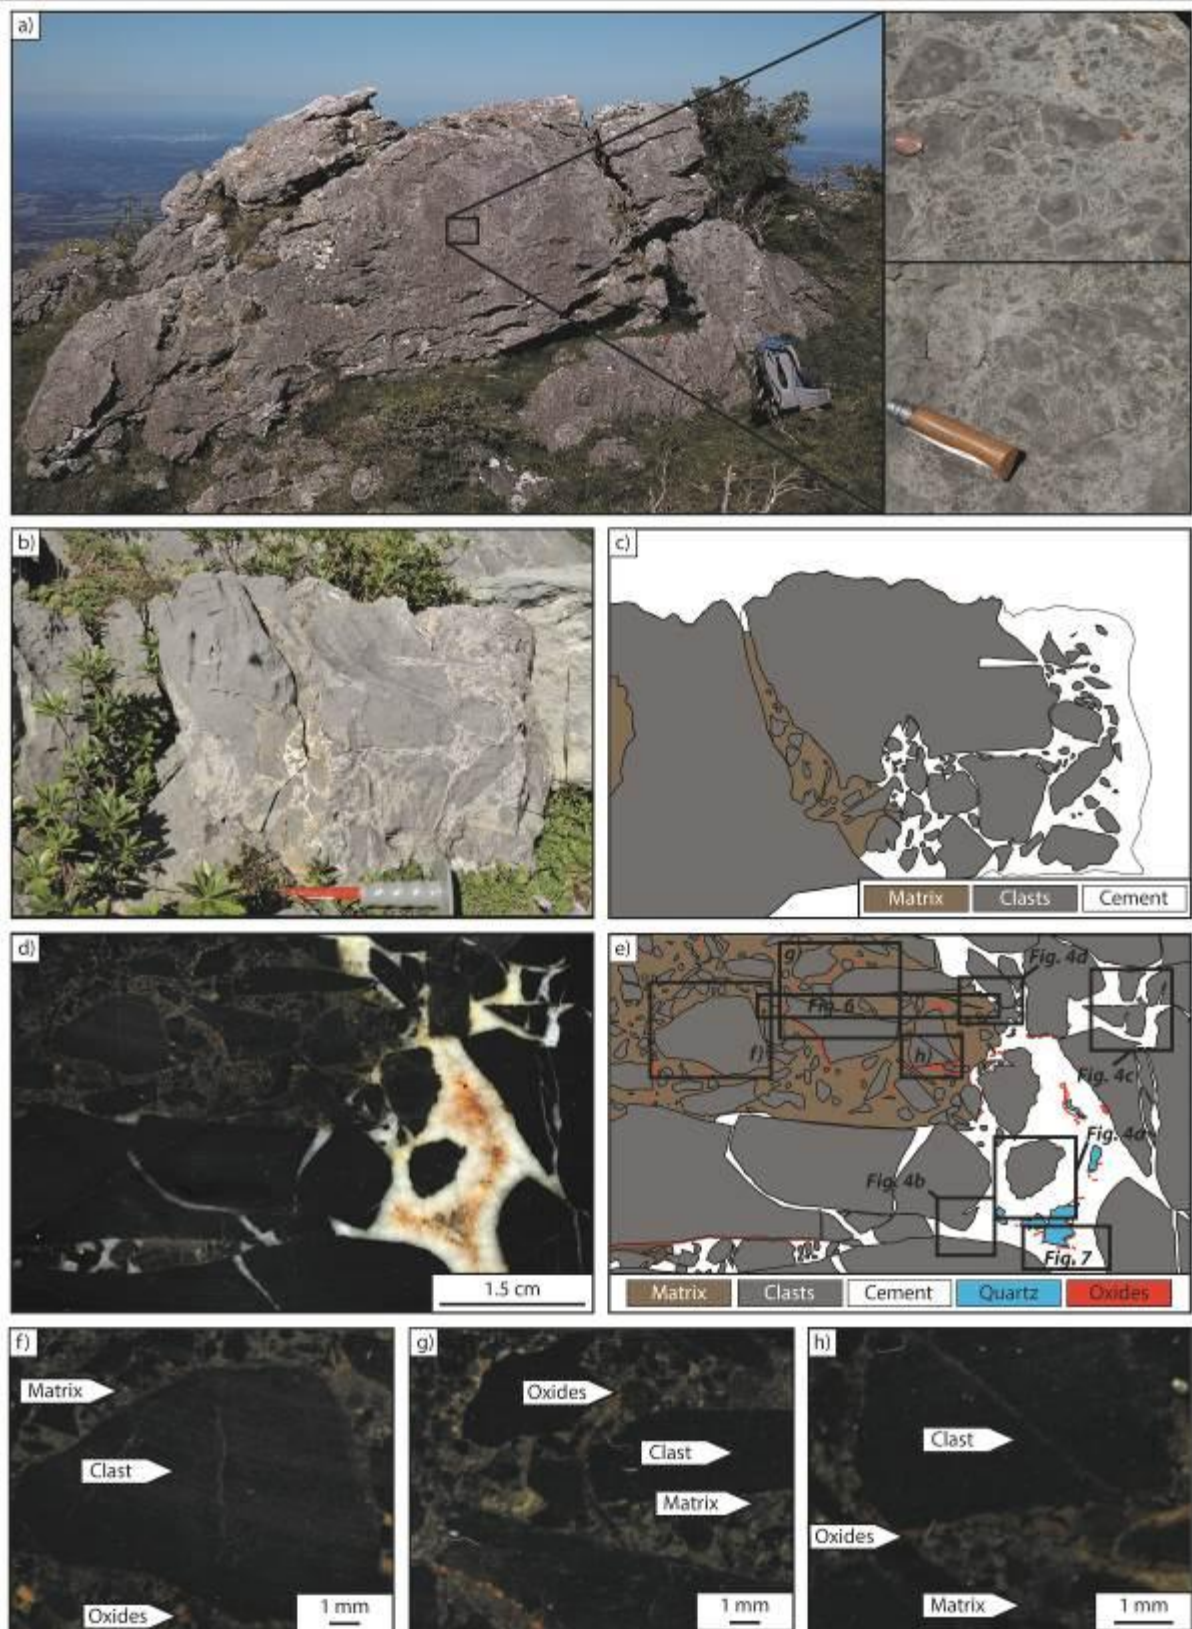 a)
b)
c)
Matrix Clasts Cement
d)
1.5 cm
e)
g
Fig. 4d
Fig. 6
f)
h)
Fig. 4c
Fig. 4a
Fig. 4b
Fig. 7
Matrix Clasts Cement Quartz Oxides
f)
Matrix
Clast
Oxides
1 mm
g)
Oxides
Clast
Matrix
1 mm
h)
Clast
Oxides
Matrix
1 mm